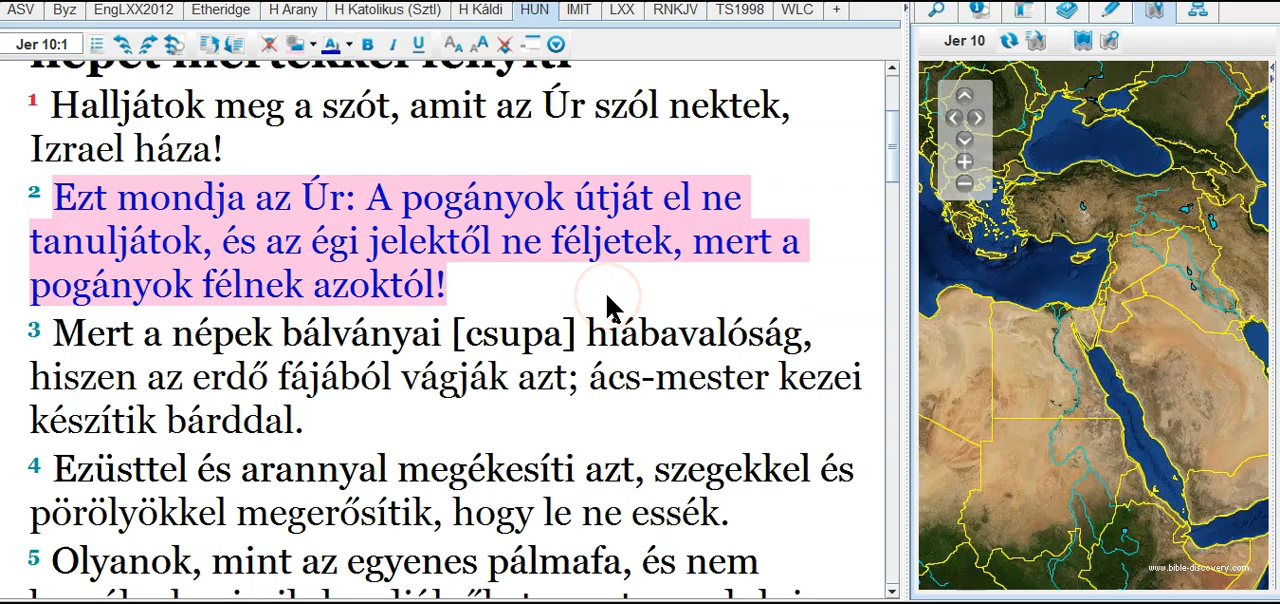 ASV Byz EngLXX2012 Etheridge H Arany H Katolikus (Sztl) H Káldi HUN IMIT LXX RNKJV TS1998 WLC +
Jer 10:1 A B I U A A A A
Jer 10
1 Halljátok meg a szót, amit az Úr szól nektek,
Izrael háza!
2 Ezt mondja az Úr: A pogányok útját el ne
tanuljátok, és az égi jelektől ne féljetek, mert a
pogányok félnek azoktól!
3 Mert a népek bálványai [csupa] hiábavalóság,
hiszen az erdő fájából vágják azt; ács-mester kezei
készítik bárddal.
4 Ezüsttel és arannyal megékesíti azt, szegekkel és
pörölyökkel megerősítik, hogy le ne essék.
5 Olyanok, mint az egyenes pálmafa, és nem
www.bible-discovery.com